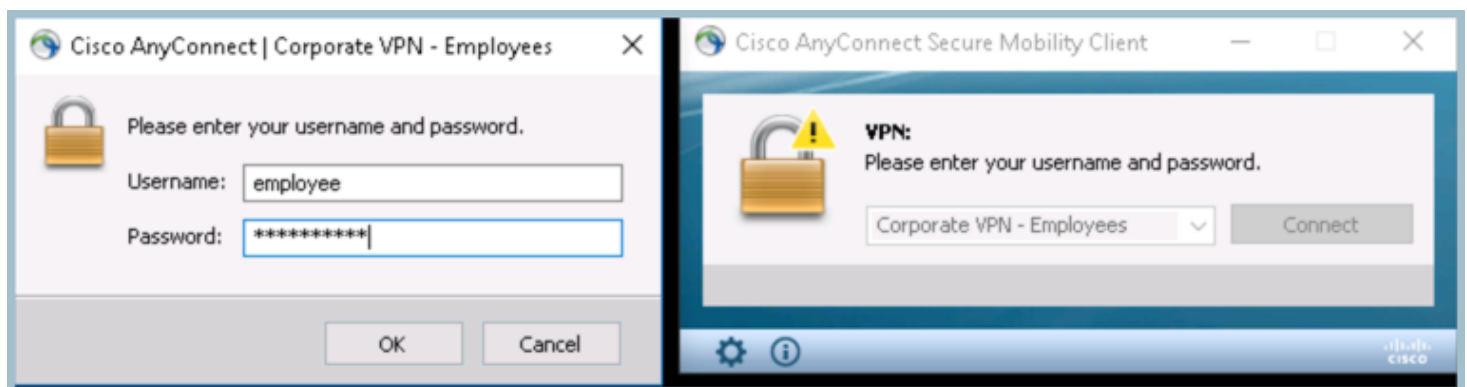 Cisco AnyConnect | Corporate VPN - Employees
Please enter your username and password.
Username: employee
Password: **********
OK Cancel
Cisco AnyConnect Secure Mobility Client
VPN:
Please enter your username and password.
Corporate VPN - Employees Connect
CISCO